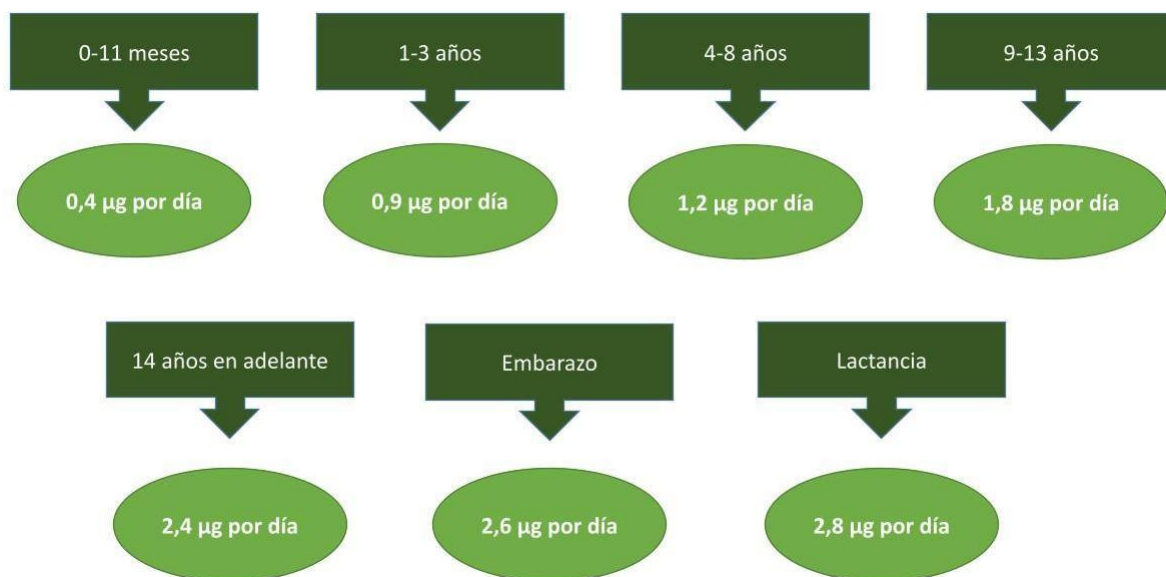 0-11 meses
1-3 años
4-8 años
9-13 años
0,4 µg por día
0,9 µg por día
1,2 µg por día
1,8 µg por día
14 años en adelante
Embarazo
Lactancia
2,4 µg por día
2,6 µg por día
2,8 µg por día